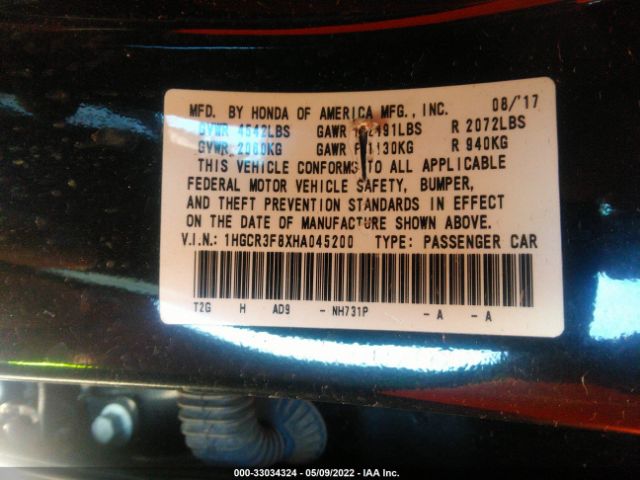 MFD. BY HONDA OF AMERICA MFG., INC. 08/'17
GVWR 4542LBS GAWR 2491LBS R 2072LBS
GVWR 2060KG GAWR F 1130KG R 940KG
THIS VEHICLE CONFORMS TO ALL APPLICABLE
FEDERAL MOTOR VEHICLE SAFETY, BUMPER,
AND THEFT PREVENTION STANDARDS IN EFFECT
ON THE DATE OF MANUFACTURE SHOWN ABOVE.
V.I.N.: 1HGCR3F8XHA045200 TYPE: PASSENGER CAR
T2G H AD9 - NH731P - A - A
000-33034324 - 05/09/2022 - IAA Inc.